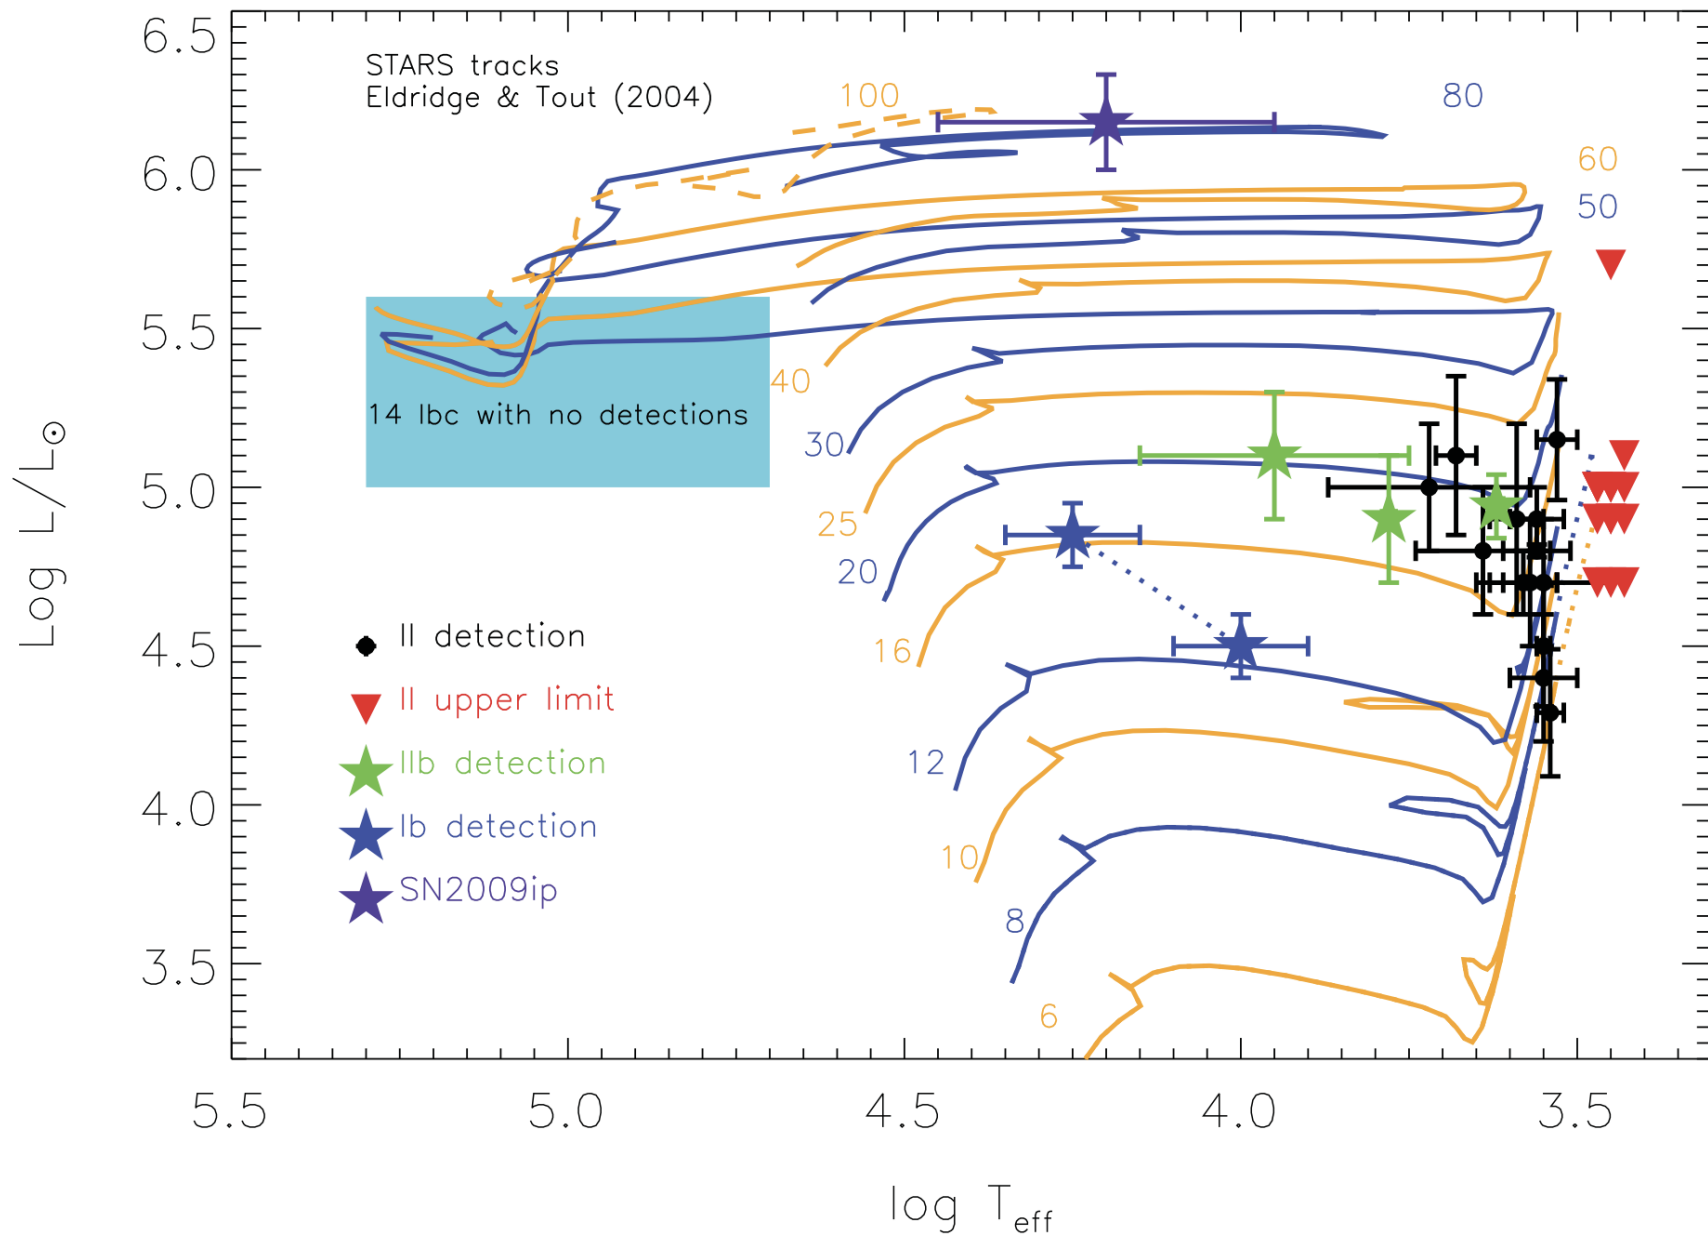 6.5
6.0
5.5
5.0
4.5
4.0
3.5
Log L/L⊙
STARS tracks
Eldridge & Tout (2004)
100
80
60
50
40
30
25
20
16
12
10
8
6
14 Ibc with no detections
II detection
II upper limit
IIb detection
Ib detection
SN2009ip
5.5 5.0 4.5 4.0 3.5
log Teff